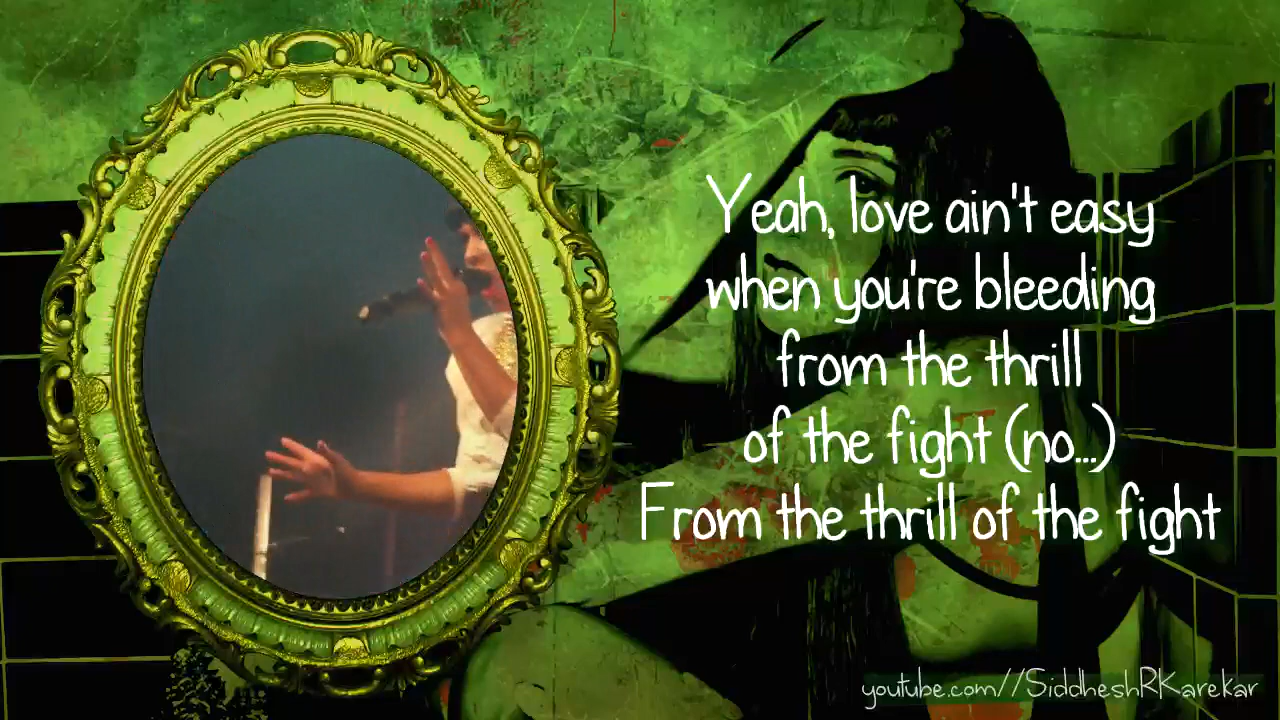 Yeah, love ain't easy
when you're bleeding
from the thrill
of the fight (no...)
From the thrill of the fight
youtube.com//SiddheshRKarekar